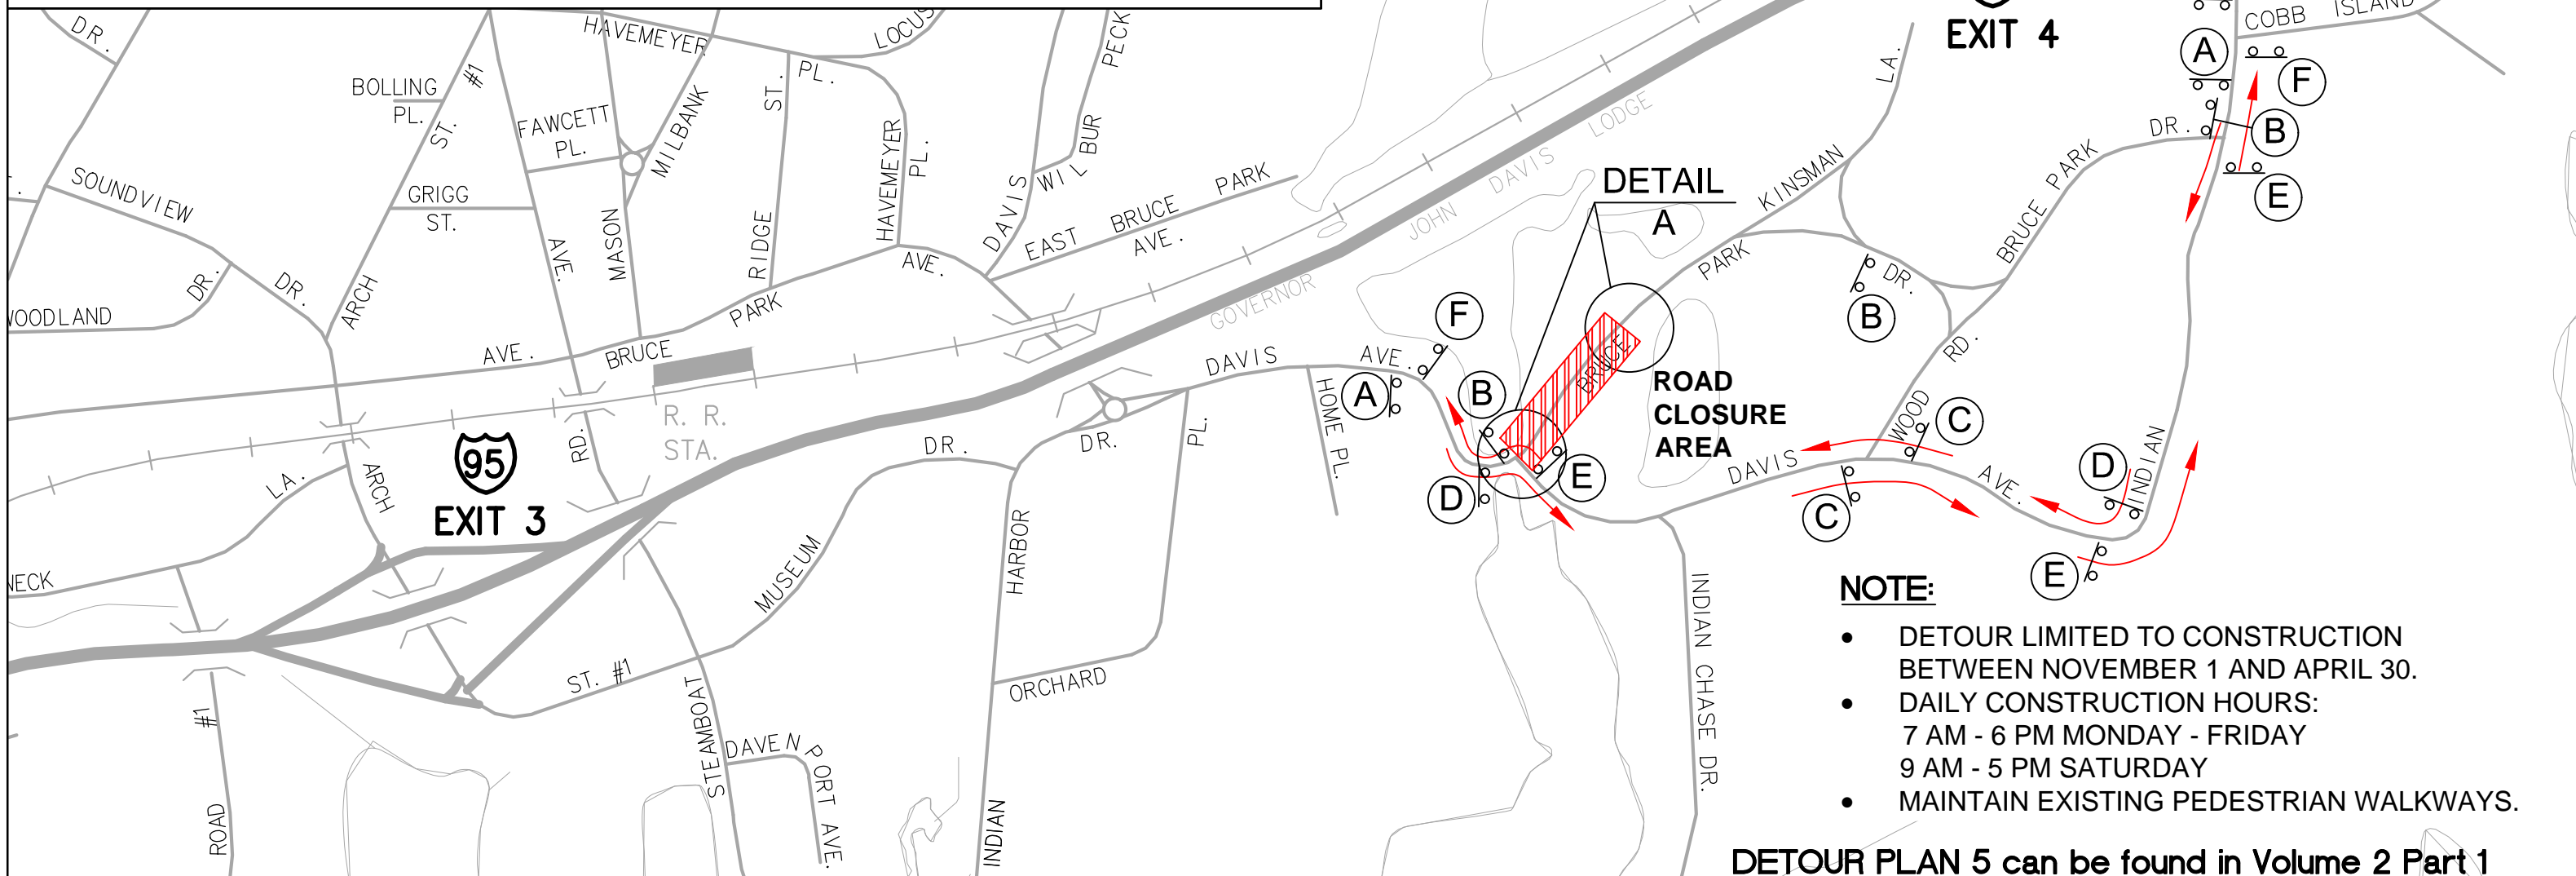 DR.
HAVEMEYER
PL.
LOCUS
PECK
WILBUR
EXIT 4
COBB ISLAND
A
F
B
E
BOLLING
PL.
#1
ST.
ARCH
FAWCETT
PL.
MILBANK
ST.
RIDGE
HAVEMEYER
PL.
DAVIS
EAST BRUCE PARK
AVE.
GRIGG
ST.
SOUNDVIEW
DR.
WOODLAND
DR.
AVE.
MASON
AVE.
BRUCE
PARK
AVE.
GOVERNOR
JOHN
DAVIS
LODGE
DETAIL
A
LA.
KINSMAN
PARK
BRUCE
DR.
B
BRUCE PARK
DR.
R. R.
STA.
95
EXIT 3
LA.
ARCH
RD.
NECK
DAVIS
AVE.
HOME PL.
F
A
B
D
E
ROAD
CLOSURE
AREA
RD.
WOOD
DAVIS
AVE.
C
C
D
E
INDIAN
DR.
DR.
PL.
MUSEUM
HARBOR
ORCHARD
INDIAN
ST. #1
STEAMBOAT
DAVENPORT AVE.
#1
ROAD
INDIAN CHASE DR.
NOTE:
• DETOUR LIMITED TO CONSTRUCTION
BETWEEN NOVEMBER 1 AND APRIL 30.
• DAILY CONSTRUCTION HOURS:
7 AM - 6 PM MONDAY - FRIDAY
9 AM - 5 PM SATURDAY
• MAINTAIN EXISTING PEDESTRIAN WALKWAYS.
DETOUR PLAN 5 can be found in Volume 2 Part 1